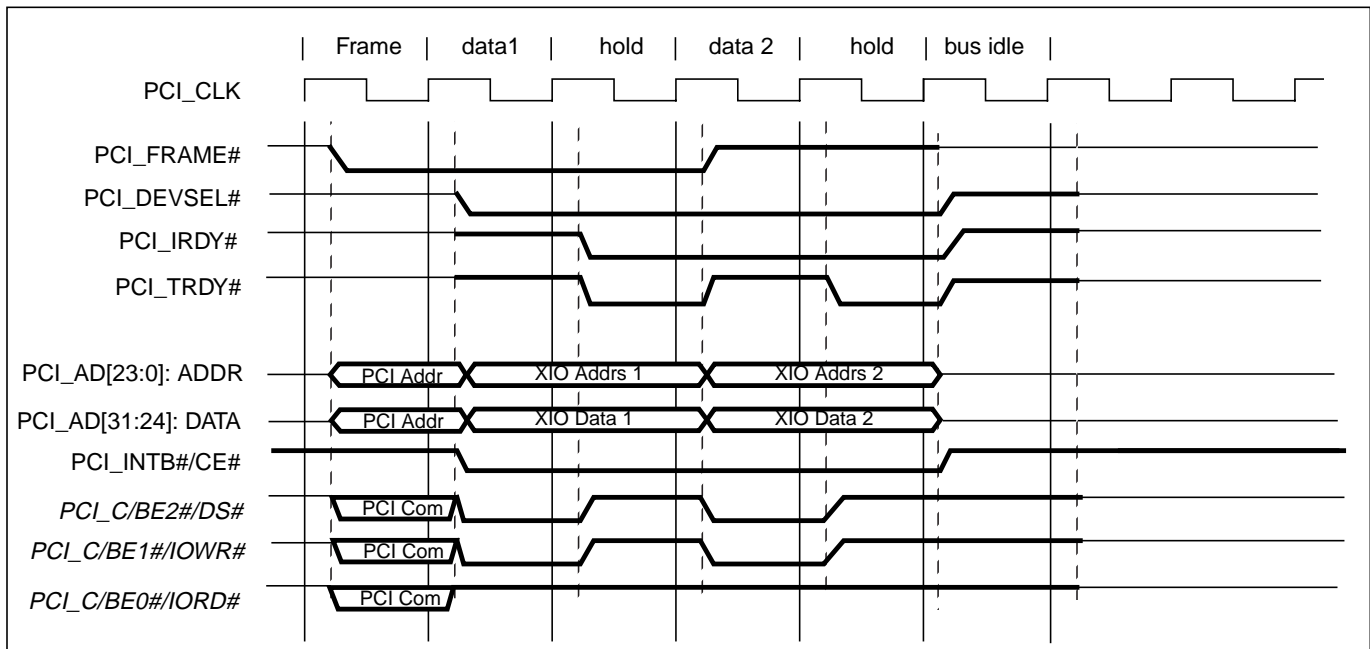 | Frame | data1 | hold | data 2 | hold | bus idle |
PCI_CLK
PCI_FRAME#
PCI_DEVSEL#
PCI_IRDY#
PCI_TRDY#
PCI_AD[23:0]: ADDR PCI Addr XIO Addrs 1 XIO Addrs 2
PCI_AD[31:24]: DATA PCI Addr XIO Data 1 XIO Data 2
PCI_INTB#/CE#
PCI_C/BE2#/DS# PCI Com
PCI_C/BE1#/IOWR# PCI Com
PCI_C/BE0#/IORD# PCI Com